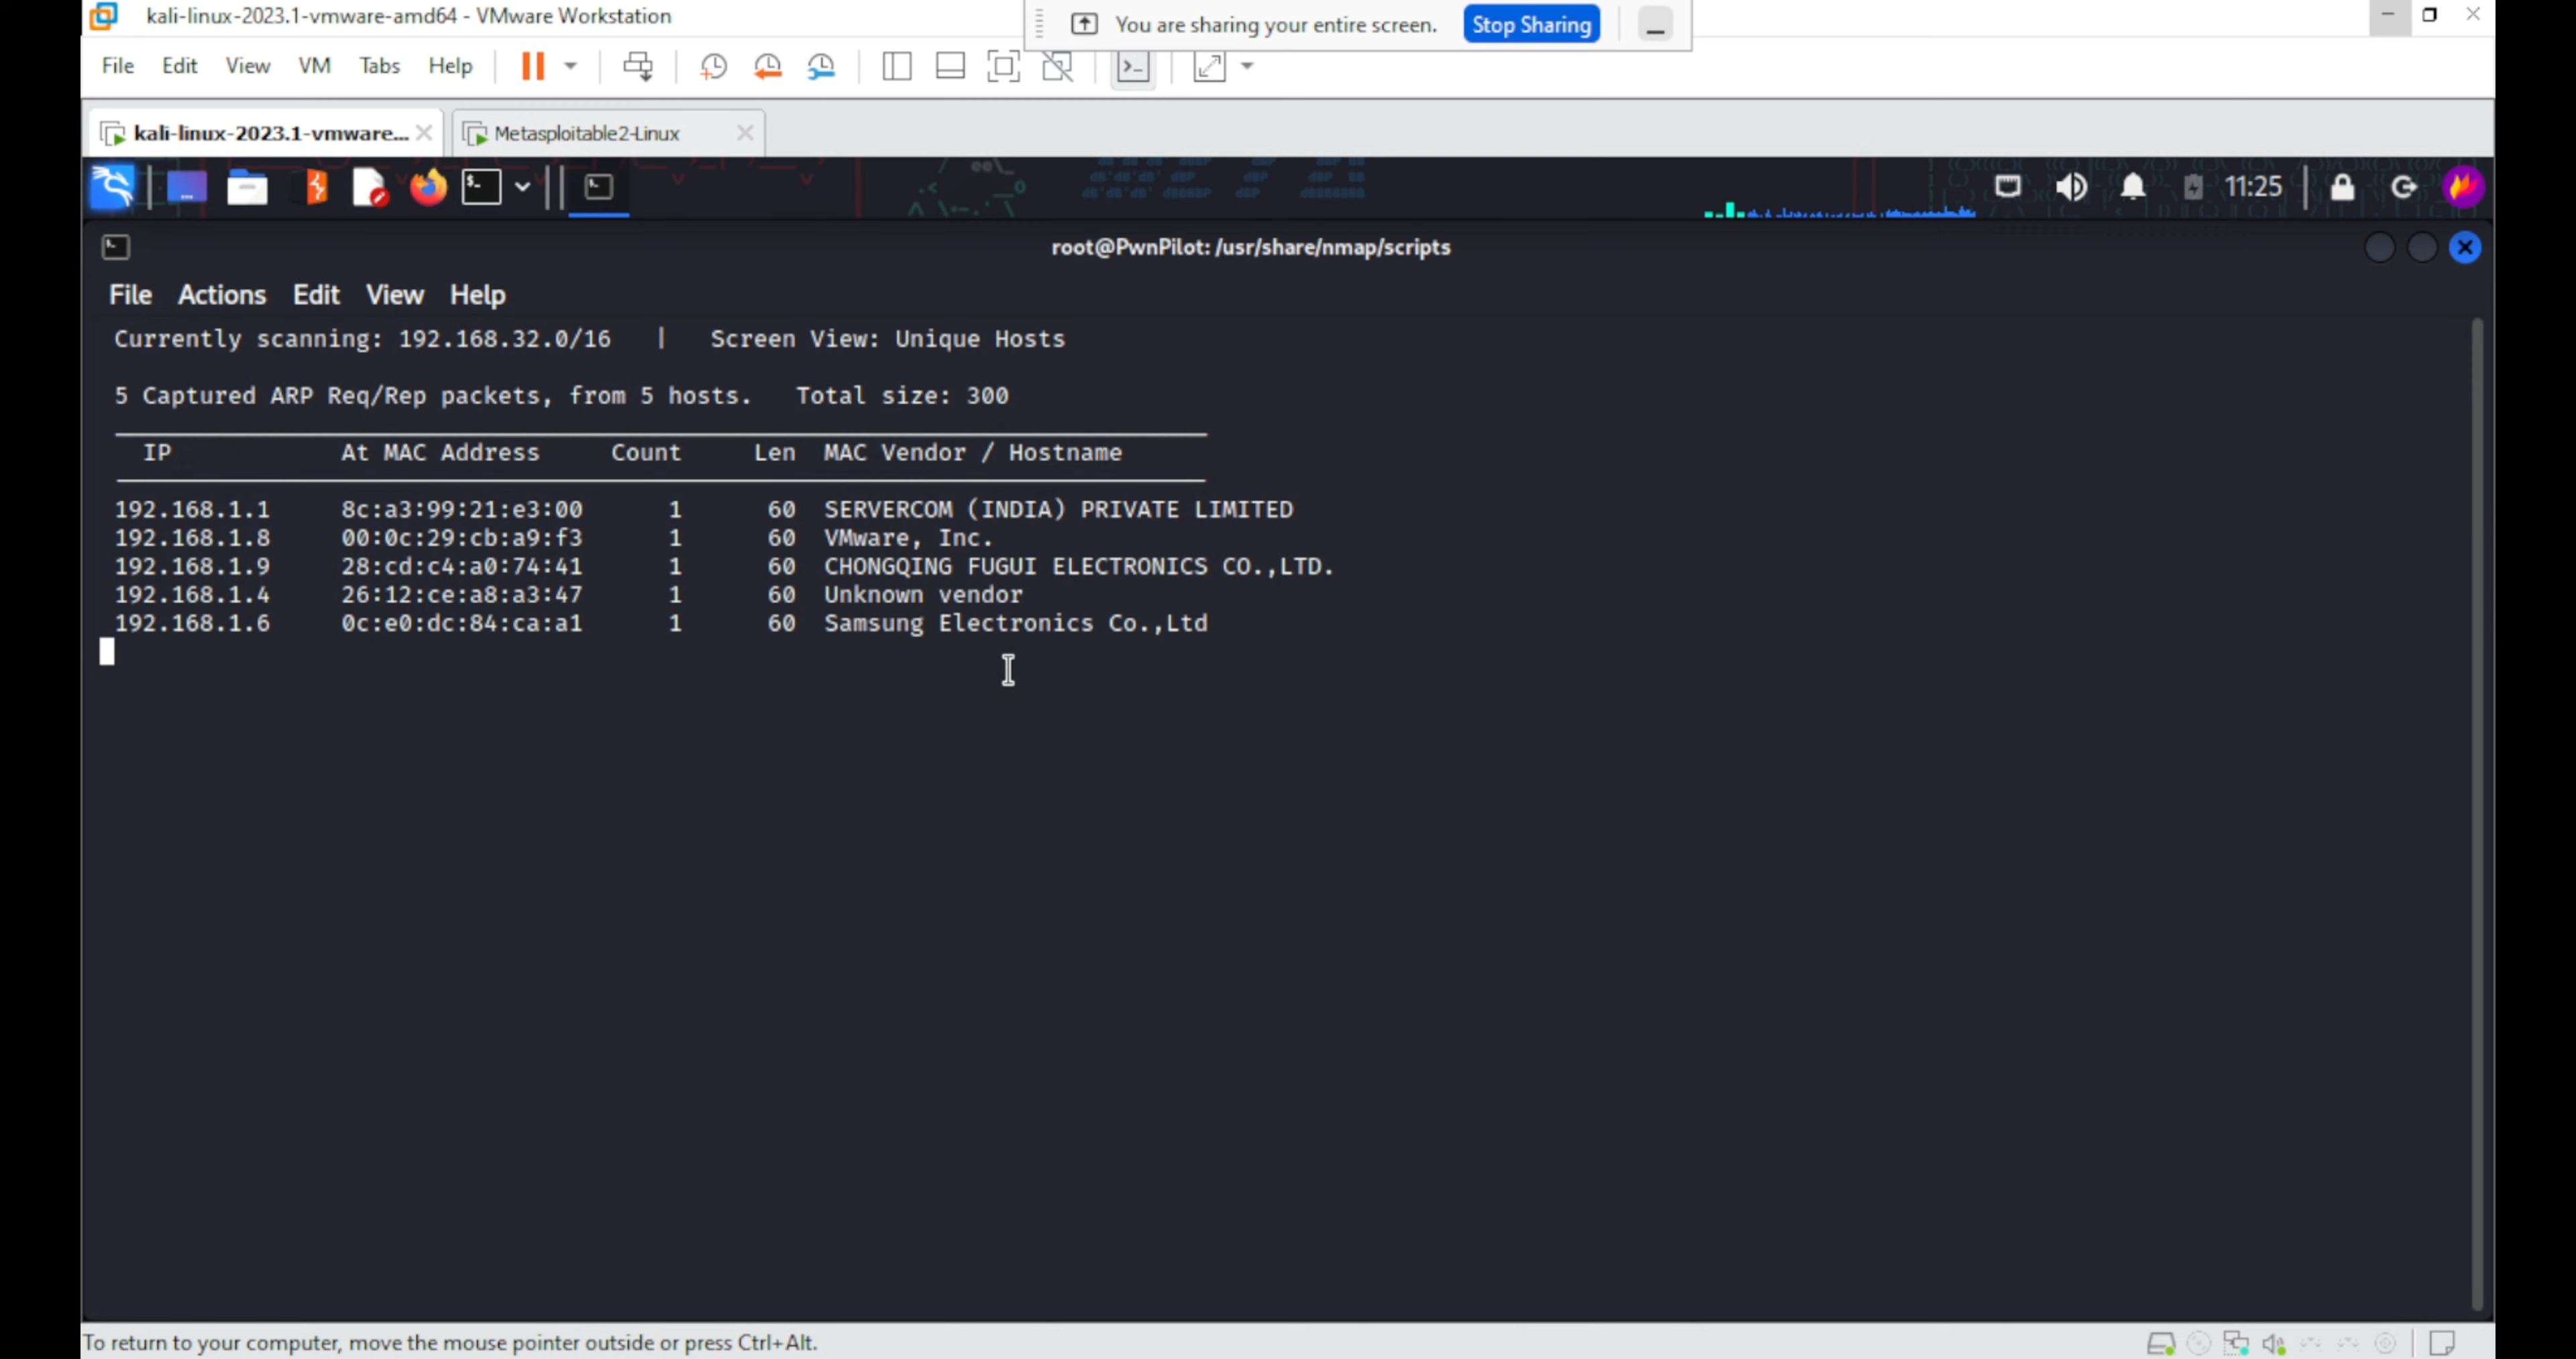 kali-linux-2023.1-vmware-amd64 - VMware Workstation
You are sharing your entire screen. Stop Sharing
File Edit View VM Tabs Help
kali-linux-2023.1-vmware... Metasploitable2-Linux
11:25
root@PwnPilot: /usr/share/nmap/scripts
File Actions Edit View Help
Currently scanning: 192.168.32.0/16 | Screen View: Unique Hosts
5 Captured ARP Req/Rep packets, from 5 hosts. Total size: 300
IP At MAC Address Count Len MAC Vendor / Hostname
192.168.1.1 8c:a3:99:21:e3:00 1 60 SERVERCOM (INDIA) PRIVATE LIMITED
192.168.1.8 00:0c:29:cb:a9:f3 1 60 VMware, Inc.
192.168.1.9 28:cd:c4:a0:74:41 1 60 CHONGQING FUGUI ELECTRONICS CO.,LTD.
192.168.1.4 26:12:ce:a8:a3:47 1 60 Unknown vendor
192.168.1.6 0c:e0:dc:84:ca:a1 1 60 Samsung Electronics Co.,Ltd
To return to your computer, move the mouse pointer outside or press Ctrl+Alt.